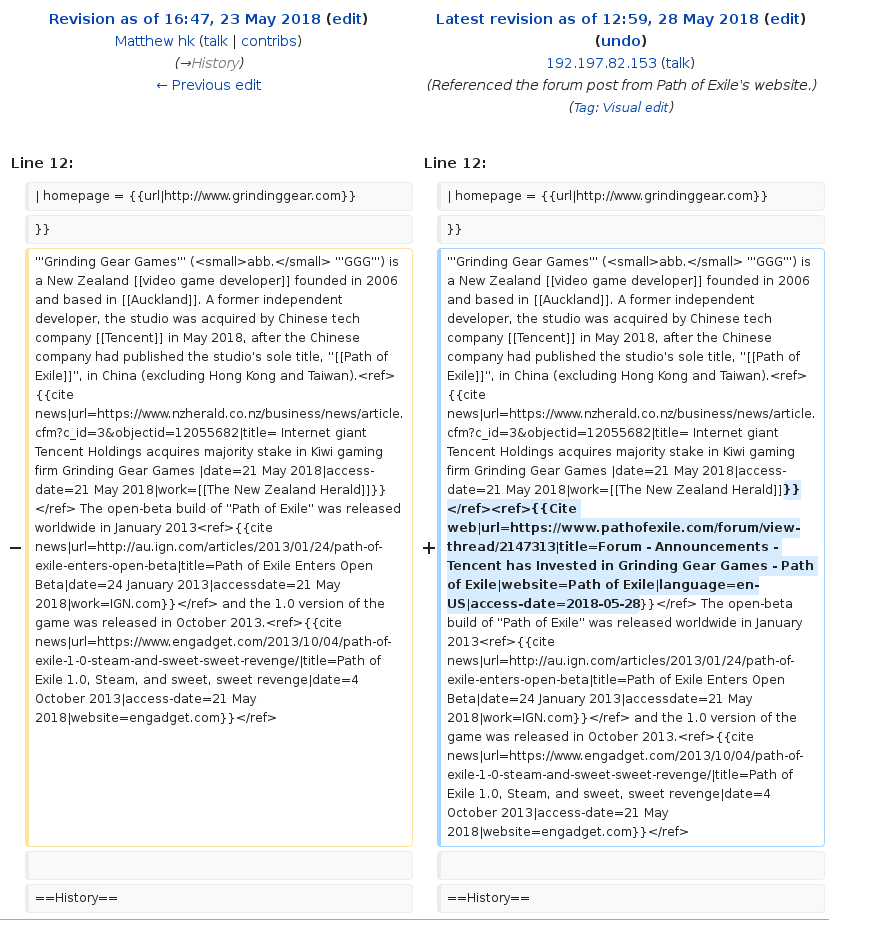 Revision as of 16:47, 23 May 2018 (edit)
Matthew hk (talk | contribs)
(→History)
← Previous edit
Latest revision as of 12:59, 28 May 2018 (edit)
(undo)
192.197.82.153 (talk)
(Referenced the forum post from Path of Exile's website.)
(Tag: Visual edit)
Line 12:
| homepage = {{url|http://www.grindinggear.com}}
}}
'''Grinding Gear Games''' (<small>abb.</small> '''GGG''') is
a New Zealand [[video game developer]] founded in 2006
and based in [[Auckland]]. A former independent
developer, the studio was acquired by Chinese tech
company [[Tencent]] in May 2018, after the Chinese
company had published the studio's sole title, ''[[Path of
Exile]]'', in China (excluding Hong Kong and Taiwan).<ref>
{{cite
news|url=https://www.nzherald.co.nz/business/news/article.
cfm?c_id=3&objectid=12055682|title= Internet giant
Tencent Holdings acquires majority stake in Kiwi gaming
firm Grinding Gear Games |date=21 May 2018|access-
date=21 May 2018|work=[[The New Zealand Herald]]}}
</ref> The open-beta build of ''Path of Exile'' was released
worldwide in January 2013<ref>{{cite
− news|url=http://au.ign.com/articles/2013/01/24/path-of-
exile-enters-open-beta|title=Path of Exile Enters Open
Beta|date=24 January 2013|accessdate=21 May
2018|work=IGN.com}}</ref> and the 1.0 version of the
game was released in October 2013.<ref>{{cite
news|url=https://www.engadget.com/2013/10/04/path-of-
exile-1-0-steam-and-sweet-sweet-revenge/|title=Path of
Exile 1.0, Steam, and sweet, sweet revenge|date=4
October 2013|access-date=21 May
2018|website=engadget.com}}</ref>
==History==
Line 12:
| homepage = {{url|http://www.grindinggear.com}}
}}
'''Grinding Gear Games''' (<small>abb.</small> '''GGG''') is
a New Zealand [[video game developer]] founded in 2006
and based in [[Auckland]]. A former independent
developer, the studio was acquired by Chinese tech
company [[Tencent]] in May 2018, after the Chinese
company had published the studio's sole title, ''[[Path of
Exile]]'', in China (excluding Hong Kong and Taiwan).<ref>
{{cite
news|url=https://www.nzherald.co.nz/business/news/article.
cfm?c_id=3&objectid=12055682|title= Internet giant
Tencent Holdings acquires majority stake in Kiwi gaming
firm Grinding Gear Games |date=21 May 2018|access-
date=21 May 2018|work=[[The New Zealand Herald]]}}
</ref><ref>{{Cite
web|url=https://www.pathofexile.com/forum/view-
+ thread/2147313|title=Forum - Announcements -
Tencent has Invested in Grinding Gear Games - Path
of Exile|website=Path of Exile|language=en-
US|access-date=2018-05-28}}</ref> The open-beta
build of ''Path of Exile'' was released worldwide in January
2013<ref>{{cite
news|url=http://au.ign.com/articles/2013/01/24/path-of-
exile-enters-open-beta|title=Path of Exile Enters Open
Beta|date=24 January 2013|accessdate=21 May
2018|work=IGN.com}}</ref> and the 1.0 version of the
game was released in October 2013.<ref>{{cite
news|url=https://www.engadget.com/2013/10/04/path-of-
exile-1-0-steam-and-sweet-sweet-revenge/|title=Path of
Exile 1.0, Steam, and sweet, sweet revenge|date=4
October 2013|access-date=21 May
2018|website=engadget.com}}</ref>
==History==